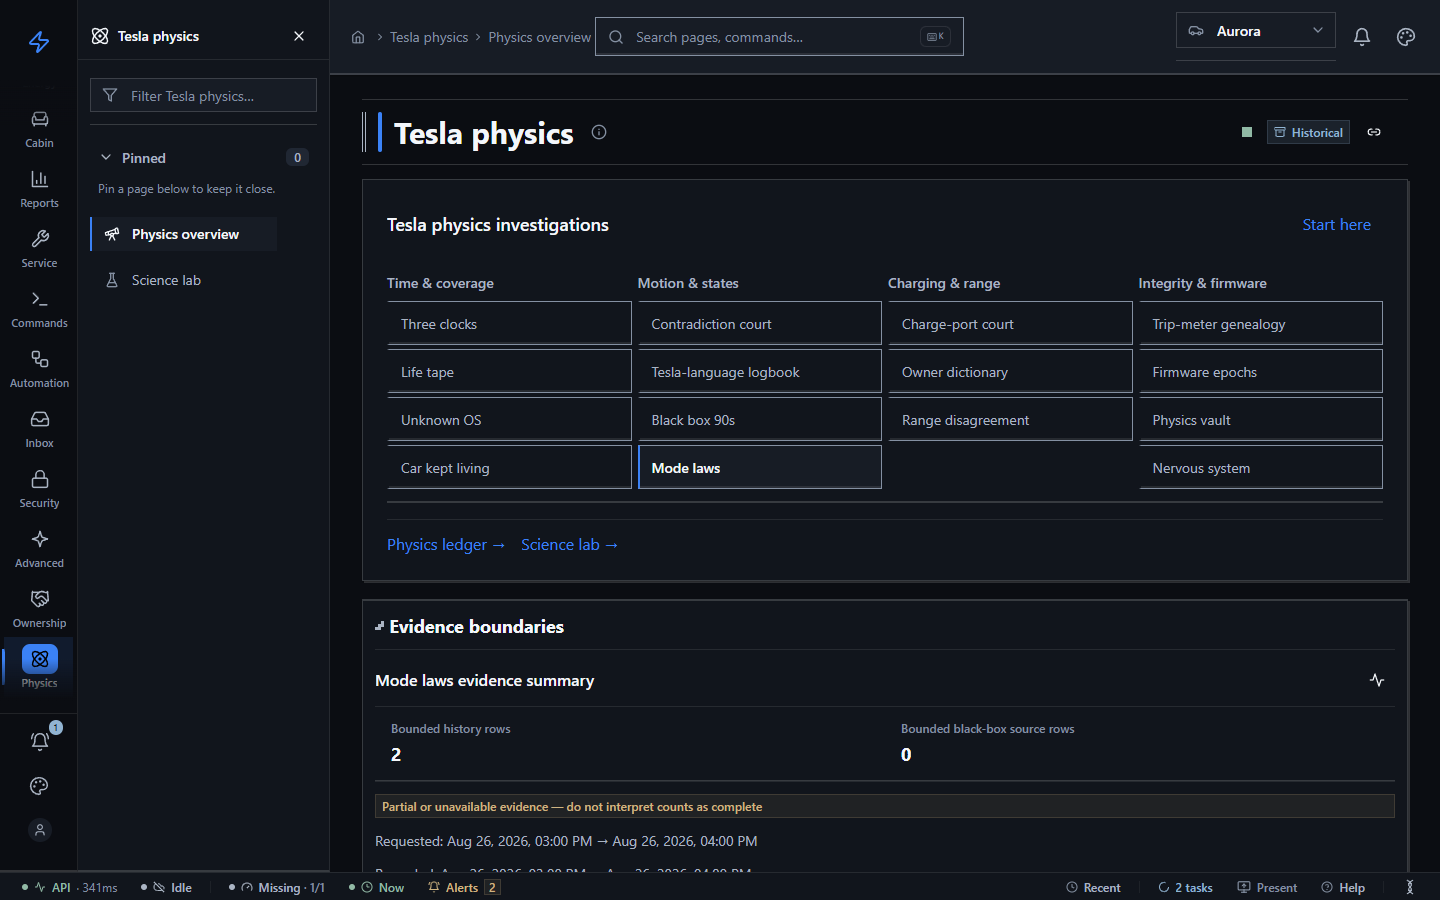 Tesla physics
Filter Tesla physics...
Pinned
0
Pin a page below to keep it close.
Physics overview
Science lab
Cabin
Reports
Service
Commands
Automation
Inbox
Security
Advanced
Ownership
Physics
1
Tesla physics
Physics overview
Search pages, commands...
K
Aurora
Tesla physics
Historical
Tesla physics investigations
Start here
Time & coverage
Three clocks
Life tape
Unknown OS
Car kept living
Motion & states
Contradiction court
Tesla-language logbook
Black box 90s
Mode laws
Charging & range
Charge-port court
Owner dictionary
Range disagreement
Integrity & firmware
Trip-meter genealogy
Firmware epochs
Physics vault
Nervous system
Physics ledger →
Science lab →
Evidence boundaries
Mode laws evidence summary
Bounded history rows
2
Bounded black-box source rows
0
Partial or unavailable evidence — do not interpret counts as complete
Requested: Aug 26, 2026, 03:00 PM → Aug 26, 2026, 04:00 PM
API · 341ms
Idle
Missing · 1/1
Now
Alerts 2
Recent
2 tasks
Present
Help